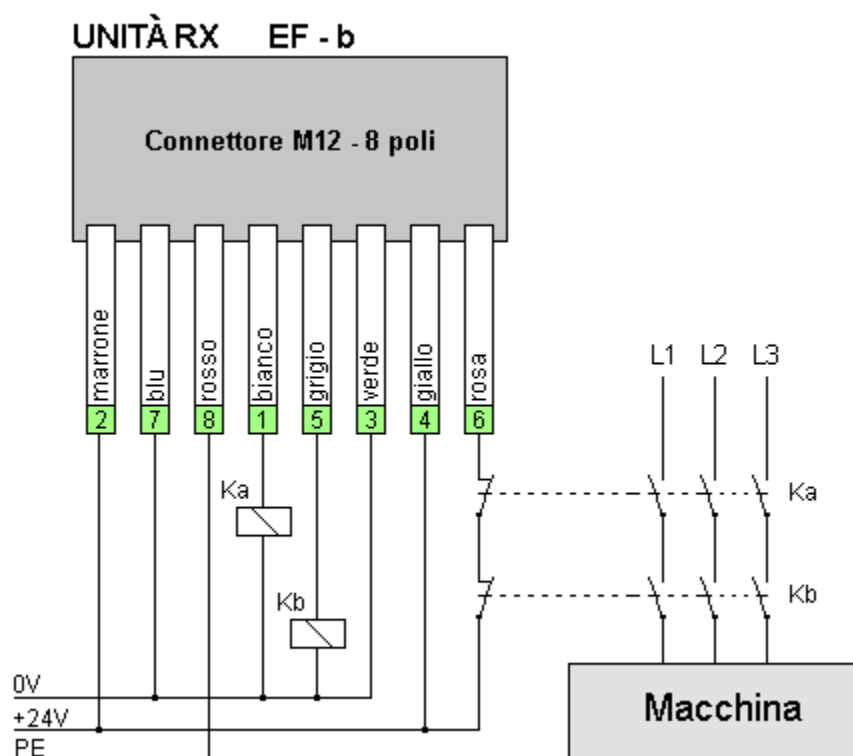 UNITÀ RX EF - b
Connettore M12 - 8 poli
marrone
blu
rosso
bianco
grigio
verde
giallo
rosa
2 7 8 1 5 3 4 6
L1 L2 L3
Ka
Ka
Kb
Kb
0V
+24V
PE
Macchina